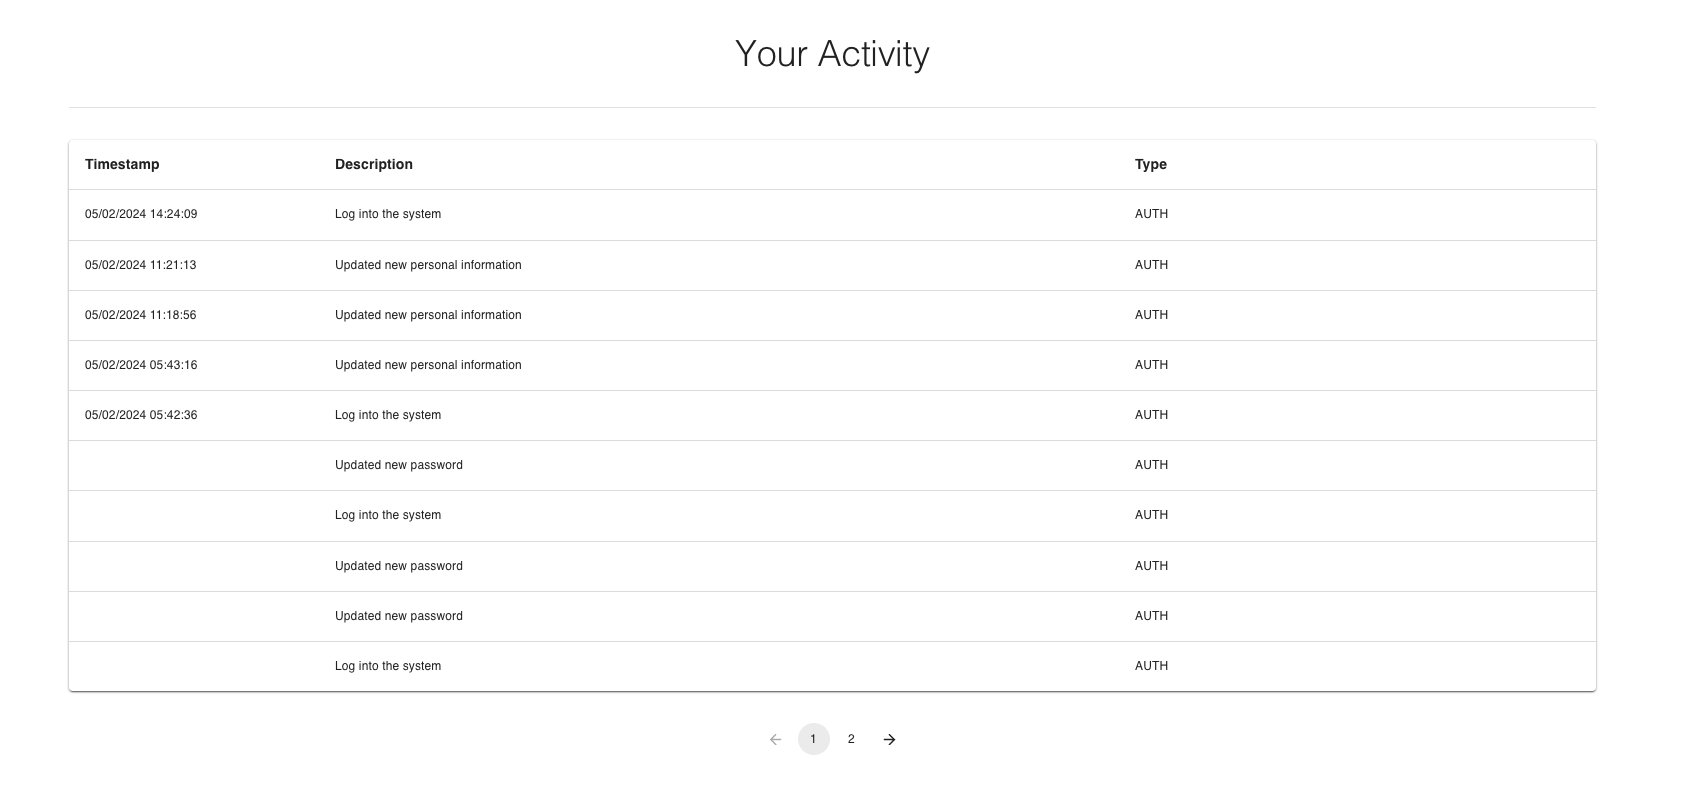 Your Activity
Timestamp Description Type
05/02/2024 14:24:09 Log into the system AUTH
05/02/2024 11:21:13 Updated new personal information AUTH
05/02/2024 11:18:56 Updated new personal information AUTH
05/02/2024 05:43:16 Updated new personal information AUTH
05/02/2024 05:42:36 Log into the system AUTH
Updated new password AUTH
Log into the system AUTH
Updated new password AUTH
Updated new password AUTH
Log into the system AUTH
1 2